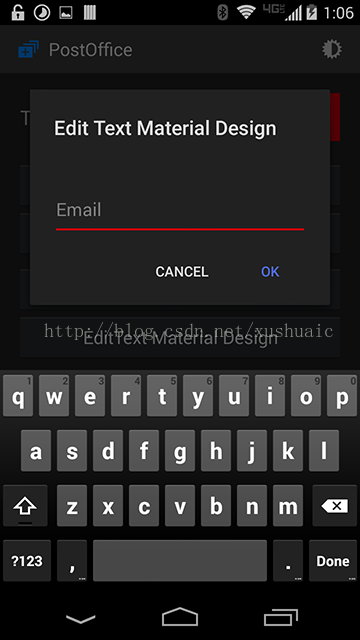 4G LTE 1:06
PostOffice
T
Edit Text Material Design
Email
CANCEL OK
http://blog.csdn.net/xushuaic
EditText Material Design
1 2 3 4 5 6 7 8 9 0
q w e r t y u i o p
a s d f g h j k l
z x c v b n m
?123 , . Done